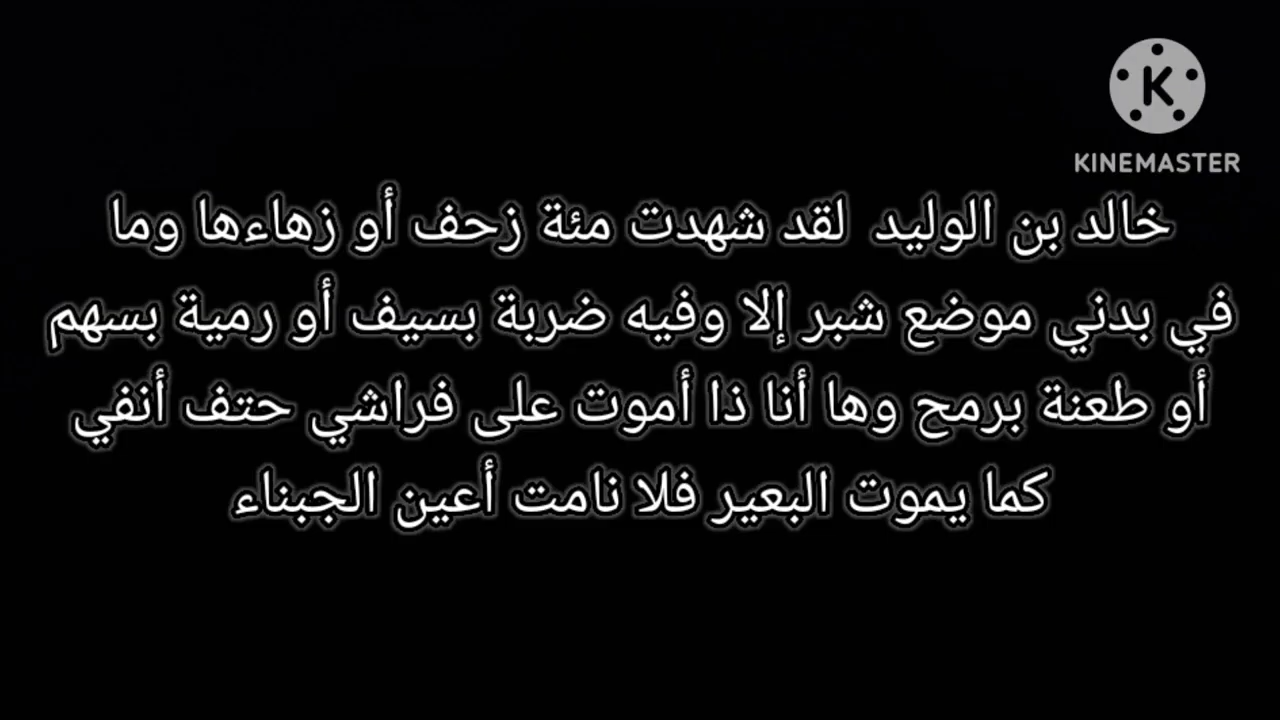 KINEMASTER
خالد بن الوليد لقد شهدت مئة زحف أو زهاءها وما
في بدني موضع شبر إلا وفيه ضربة بسيف أو رمية بسهم
أو طعنة برمح وها أنا ذا أموت على فراشي حتف أنفي
كما يموت البعير فلا نامت أعين الجبناء